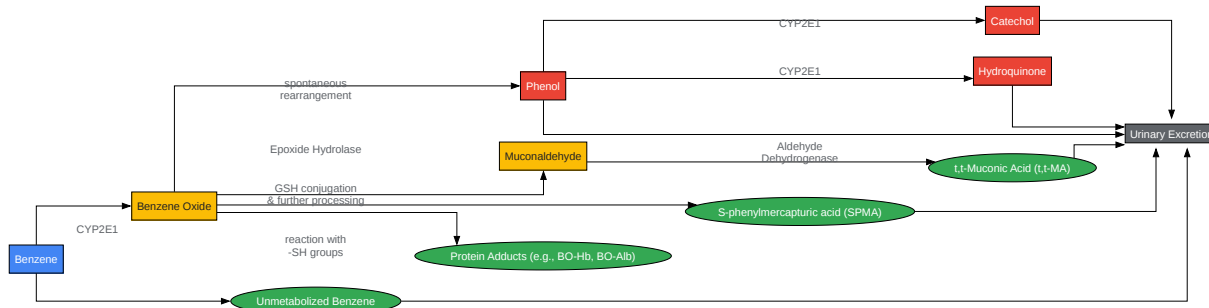 Catechol
CYP2E1
Hydroquinone
CYP2E1
Phenol
spontaneous
rearrangement
Urinary Excretion
Epoxide Hydrolase
Muconaldehyde
Aldehyde
Dehydrogenase
t,t-Muconic Acid (t,t-MA)
GSH conjugation
& further processing
Benzene Oxide
S-phenylmercapturic acid (SPMA)
CYP2E1
reaction with
-SH groups
Protein Adducts (e.g., BO-Hb, BO-Alb)
Benzene
Unmetabolized Benzene